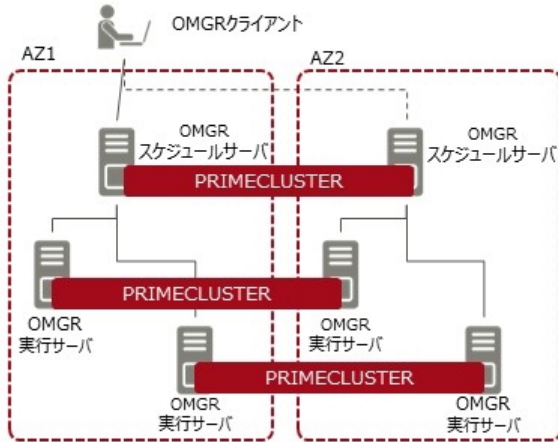 OMGRクライアント
AZ1
AZ2
OMGR
スケジュールサーバ
OMGR
スケジュールサーバ
PRIMECLUSTER
PRIMECLUSTER
OMGR
実行サーバ
OMGR
実行サーバ
PRIMECLUSTER
OMGR
実行サーバ
OMGR
実行サーバ